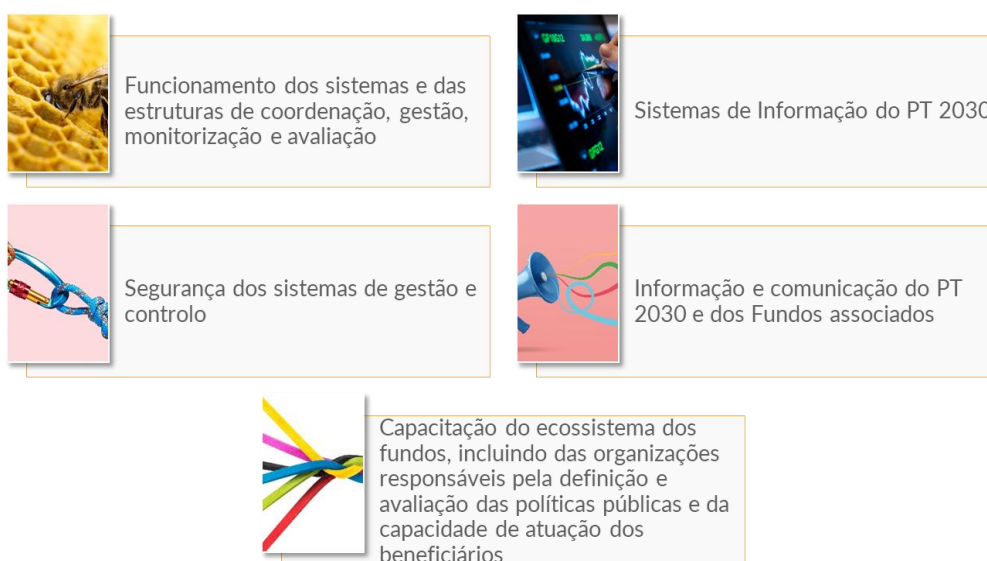 Funcionamento dos sistemas e das
estruturas de coordenação, gestão,
monitorização e avaliação
Sistemas de Informação do PT 2030
Segurança dos sistemas de gestão e
controlo
Informação e comunicação do PT
2030 e dos Fundos associados
Capacitação do ecossistema dos
fundos, incluindo das organizações
responsáveis pela definição e
avaliação das políticas públicas e da
capacidade de atuação dos
beneficiários